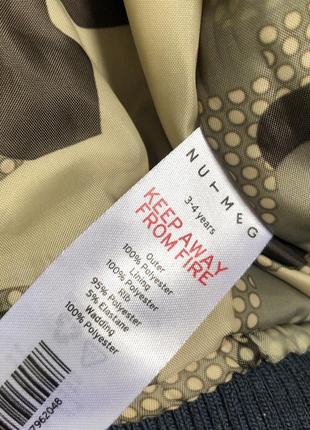 NUTMEG
3-4 years
KEEP AWAY
FROM FIRE
Outer
100% Polyester
Lining
100% Polyester
Rib
95% Polyester
5% Elastane
Wadding
100% Polyester
7962048